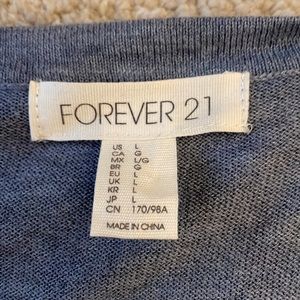 FOREVER 21
US L
CA G
MX L/G
BR G
EU L
UK L
KR L
JP L
CN 170/98A
MADE IN CHINA